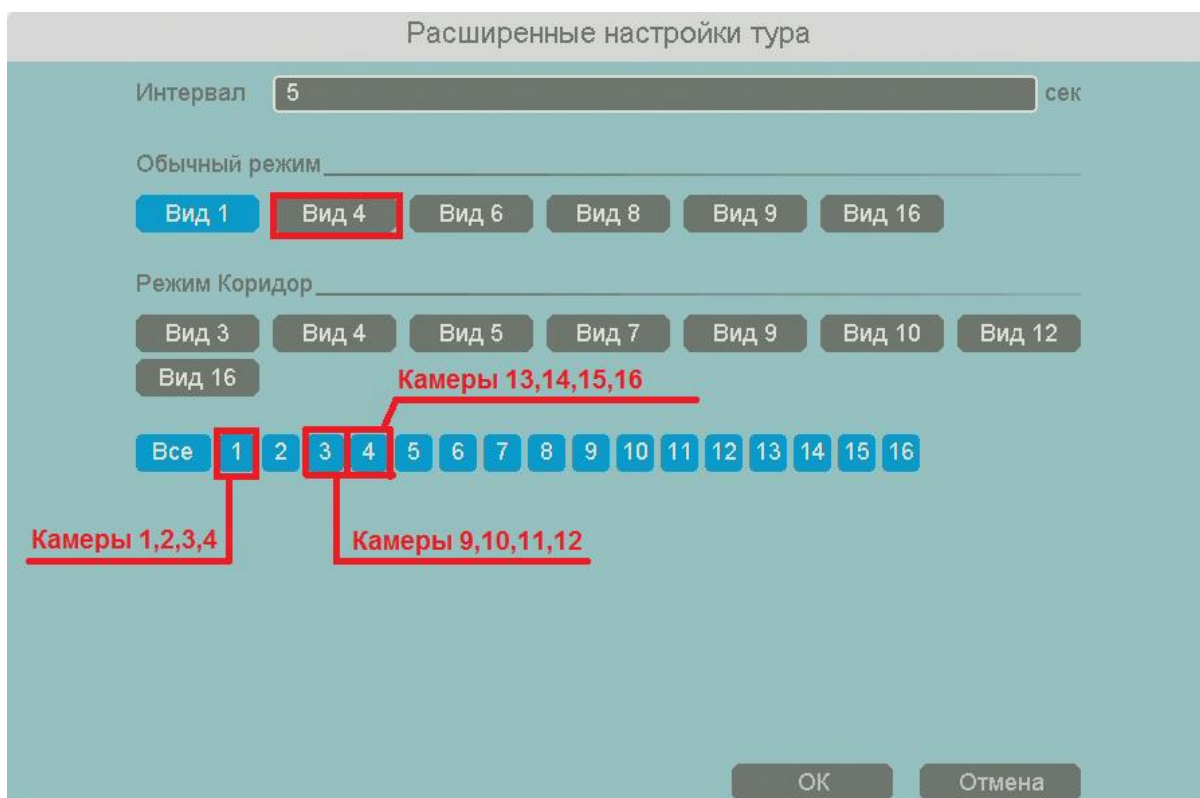 Расширенные настройки тура
Интервал 5 сек
Обычный режим
Вид 1 Вид 4 Вид 6 Вид 8 Вид 9 Вид 16
Режим Коридор
Вид 3 Вид 4 Вид 5 Вид 7 Вид 9 Вид 10 Вид 12
Вид 16
Камеры 13,14,15,16
Все 1 2 3 4 5 6 7 8 9 10 11 12 13 14 15 16
Камеры 1,2,3,4
Камеры 9,10,11,12
ОК Отмена